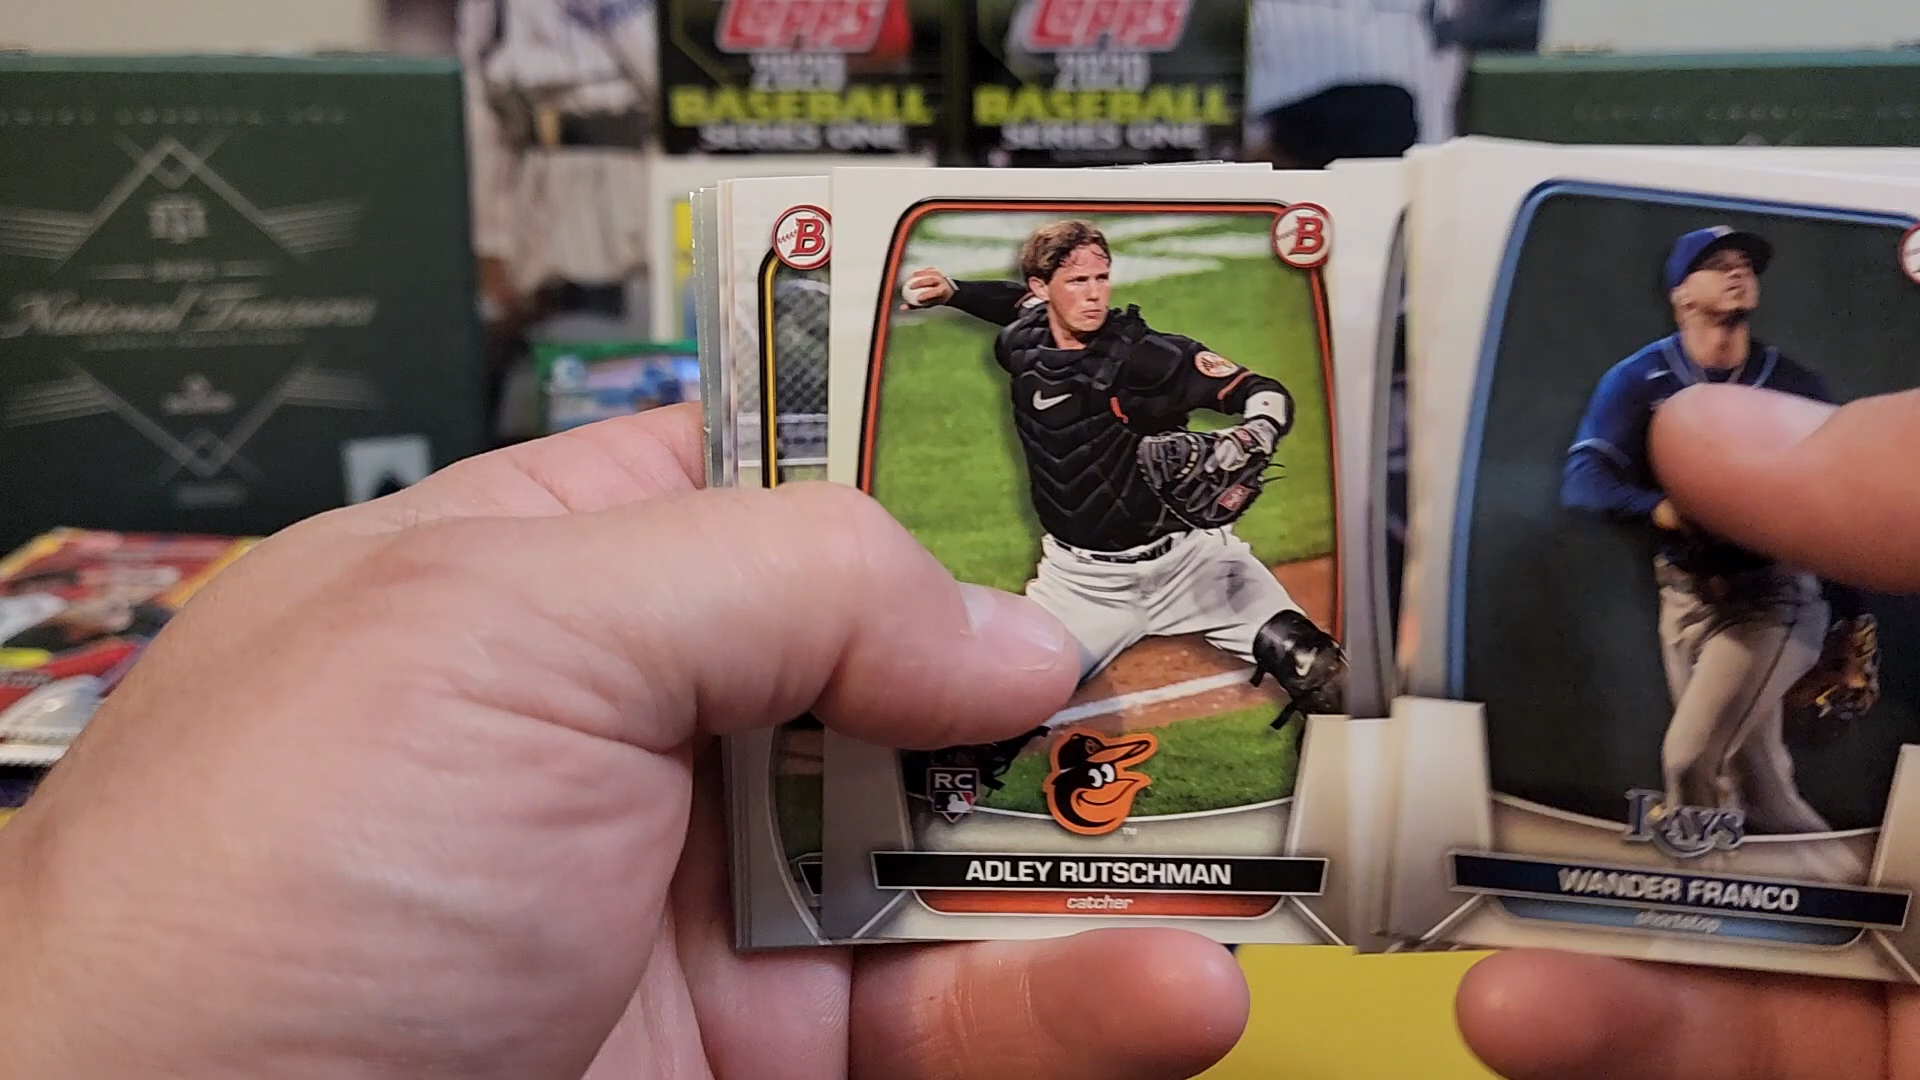 Topps
2020
BASEBALL
SERIES ONE
Topps
2020
BASEBALL
SERIES ONE
National Treasures
B
B
RC
ADLEY RUTSCHMAN
catcher
RAYS
WANDER FRANCO
shortstop